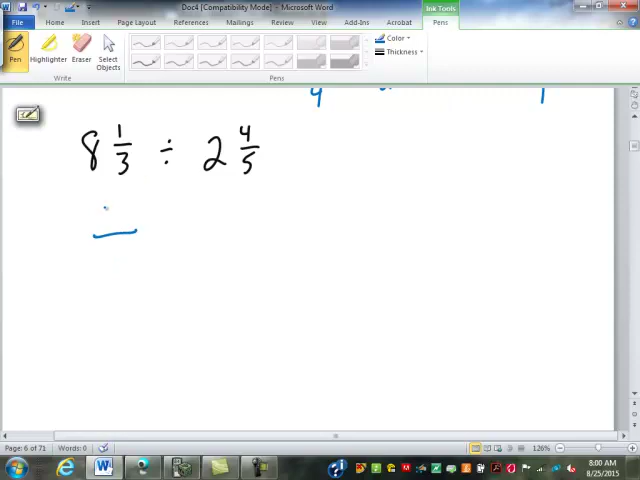 Doc4 [Compatibility Mode] - Microsoft Word
Ink Tools
File Home Insert Page Layout References Mailings Review View Add-Ins Acrobat Pens
Pen Highlighter Eraser Select Objects
Color
Thickness
Write Pens
4 1
8 1/3 ÷ 2 4/5
Page: 6 of 71 Words: 0 126%
8:00 AM
8/25/2015